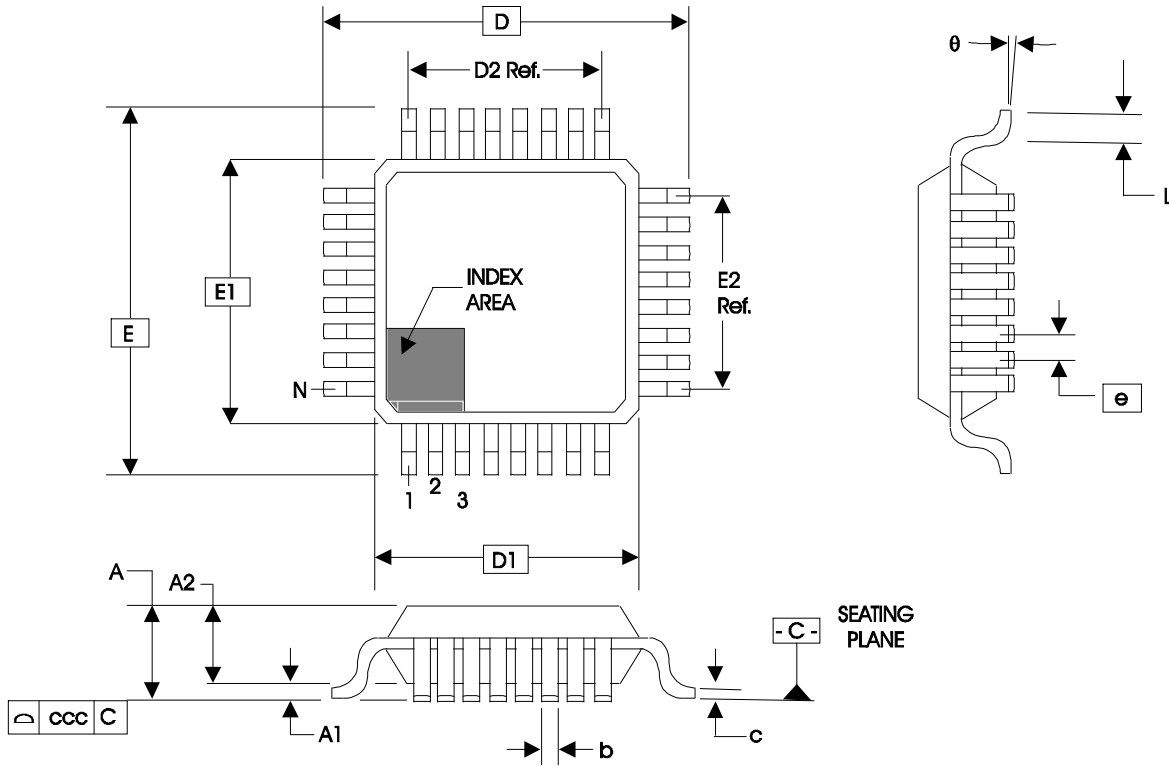 D
D2 Ref.
θ
L
INDEX
AREA
E1
E2
Ref.
E
N
e
1
2
3
D1
A
A2
SEATING
PLANE
- C -
⌓ ccc C
A1
b
c